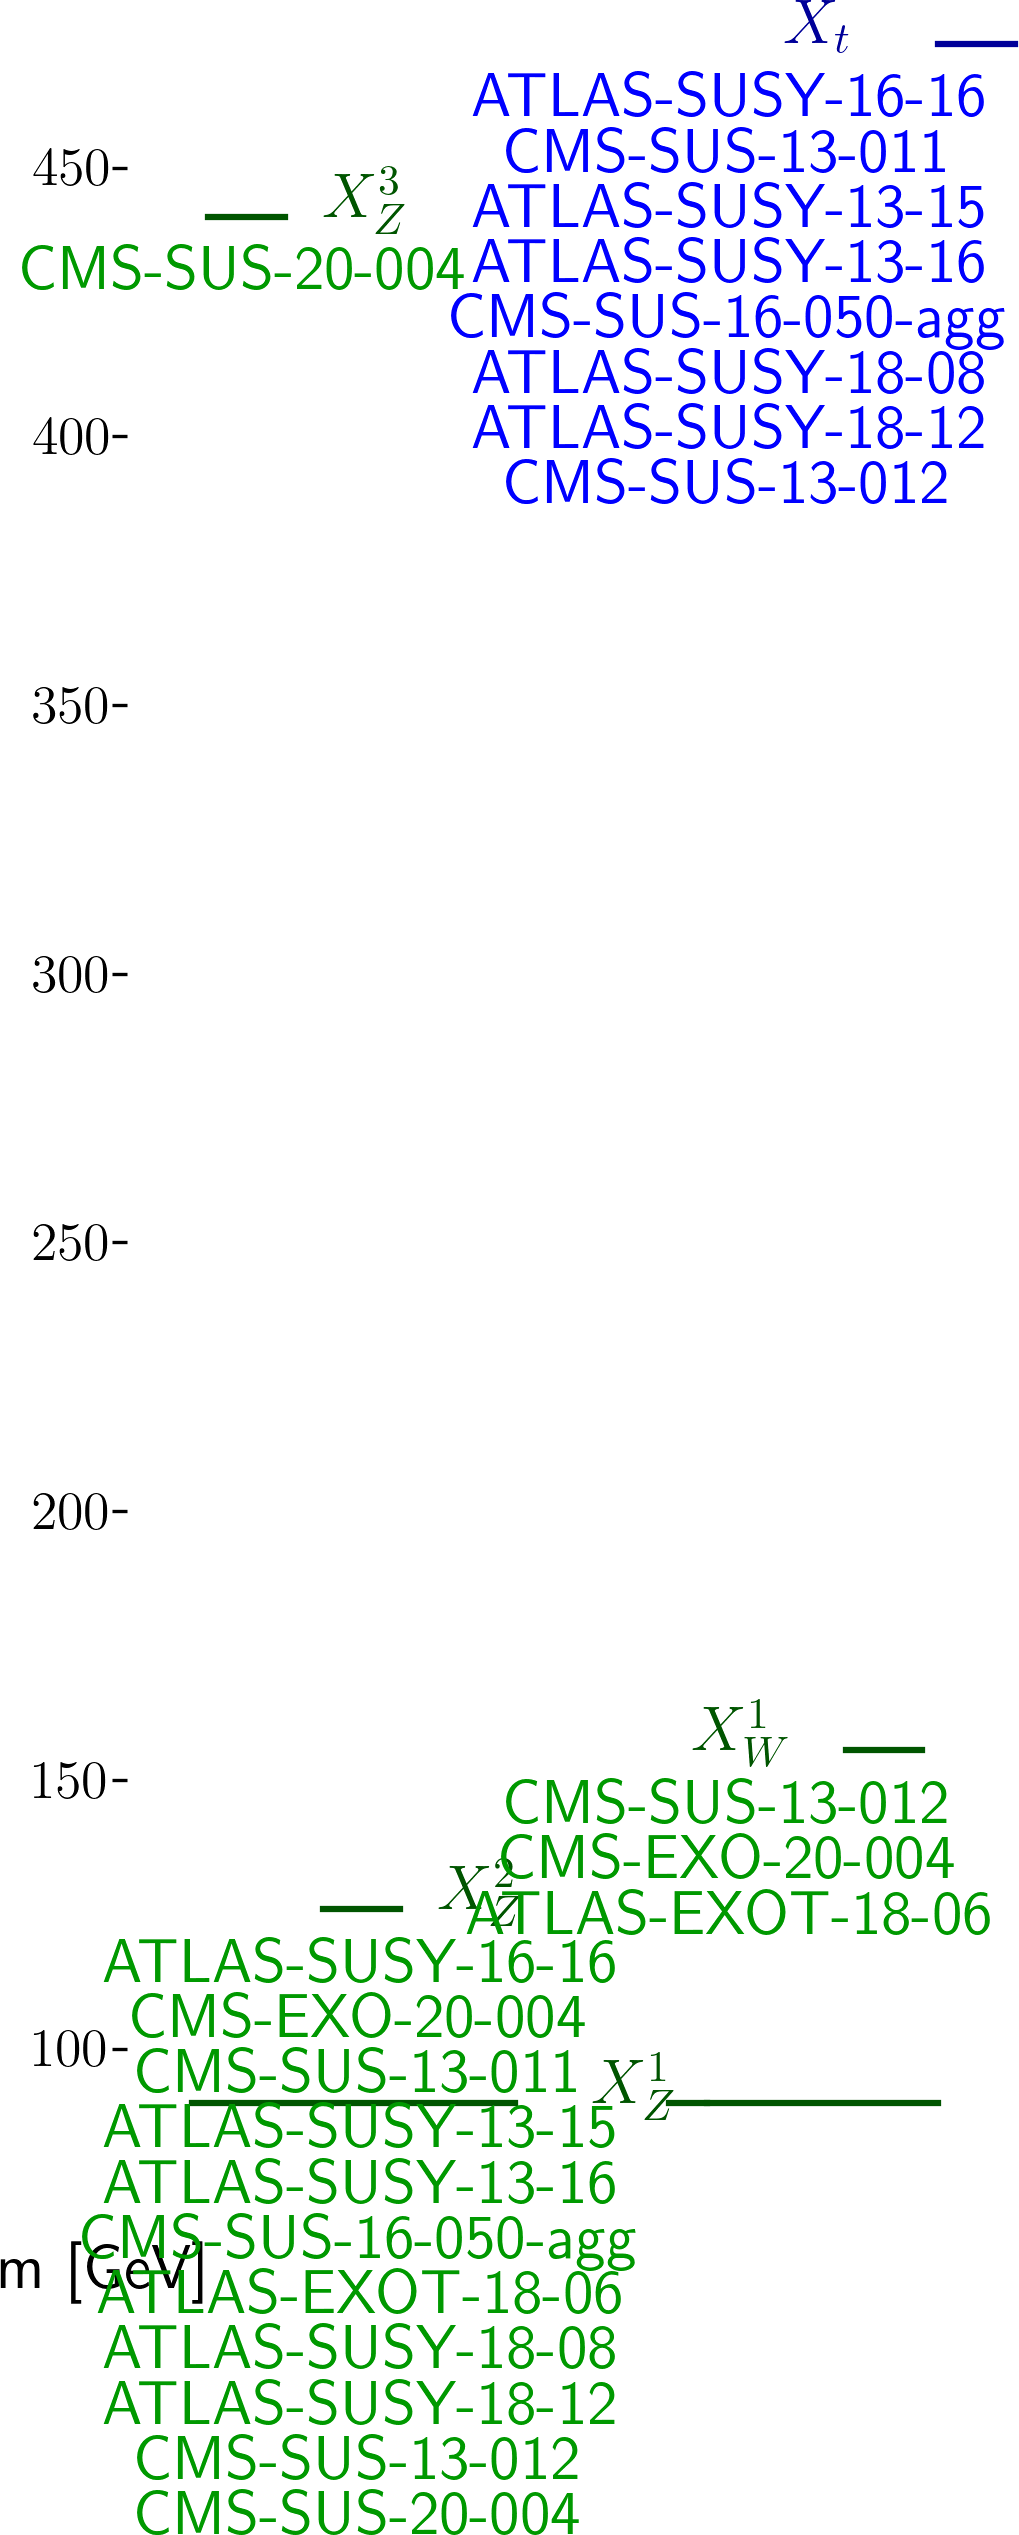 X_t
ATLAS-SUSY-16-16
CMS-SUS-13-011
450-
X_Z^3
ATLAS-SUSY-13-15
CMS-SUS-20-004
ATLAS-SUSY-13-16
CMS-SUS-16-050-agg
ATLAS-SUSY-18-08
400-
ATLAS-SUSY-18-12
CMS-SUS-13-012
350-
300-
250-
200-
X_W^1
150-
CMS-SUS-13-012
CMS-EXO-20-004
X_Z^2
ATLAS-EXOT-18-06
ATLAS-SUSY-16-16
CMS-EXO-20-004
100-
CMS-SUS-13-011
X_Z^1
ATLAS-SUSY-13-15
ATLAS-SUSY-13-16
CMS-SUS-16-050-agg
m [GeV]
ATLAS-EXOT-18-06
ATLAS-SUSY-18-08
ATLAS-SUSY-18-12
CMS-SUS-13-012
CMS-SUS-20-004